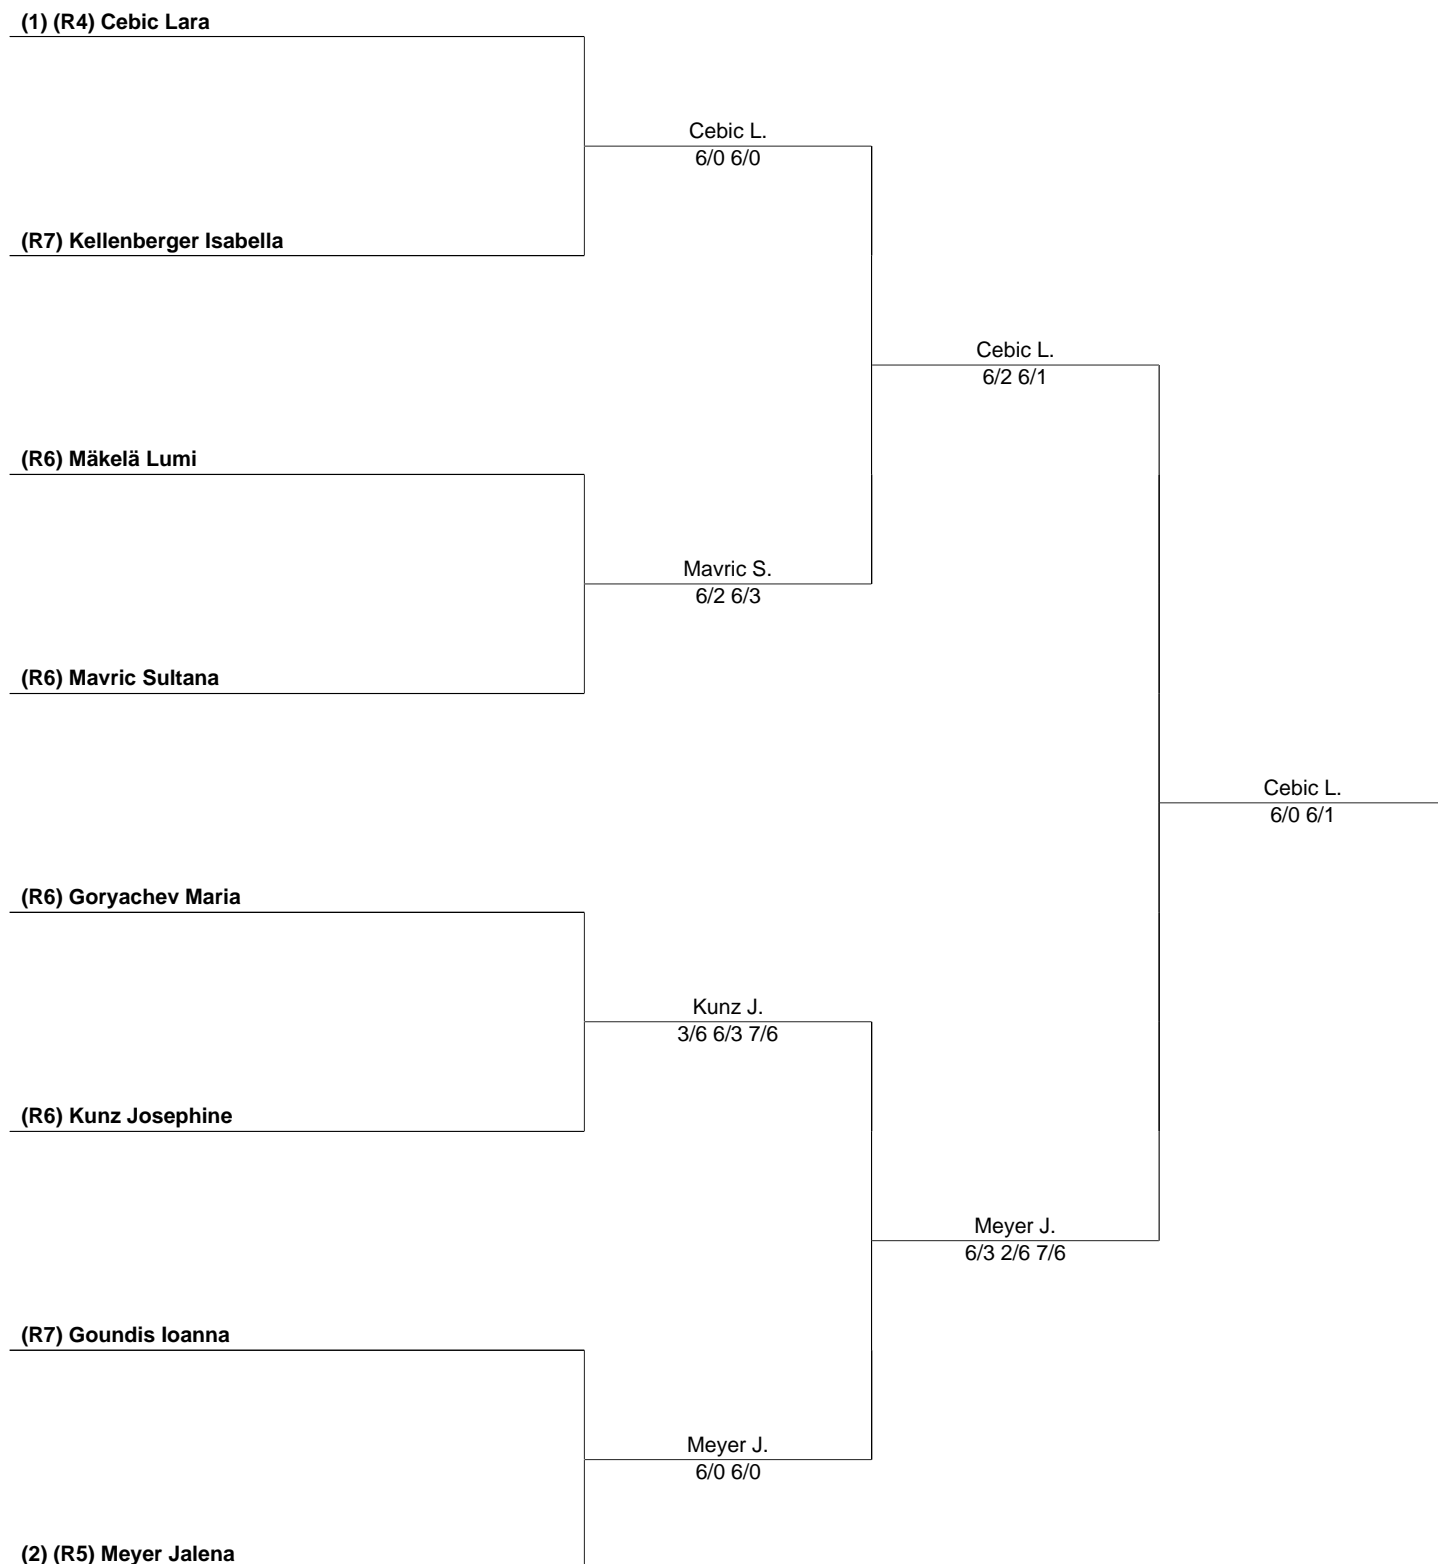 (1) (R4) Cebic Lara
Cebic L.
6/0 6/0
(R7) Kellenberger Isabella
Cebic L.
6/2 6/1
(R6) Mäkelä Lumi
Mavric S.
6/2 6/3
(R6) Mavric Sultana
Cebic L.
6/0 6/1
(R6) Goryachev Maria
Kunz J.
3/6 6/3 7/6
(R6) Kunz Josephine
Meyer J.
6/3 2/6 7/6
(R7) Goundis Ioanna
Meyer J.
6/0 6/0
(2) (R5) Meyer Jalena